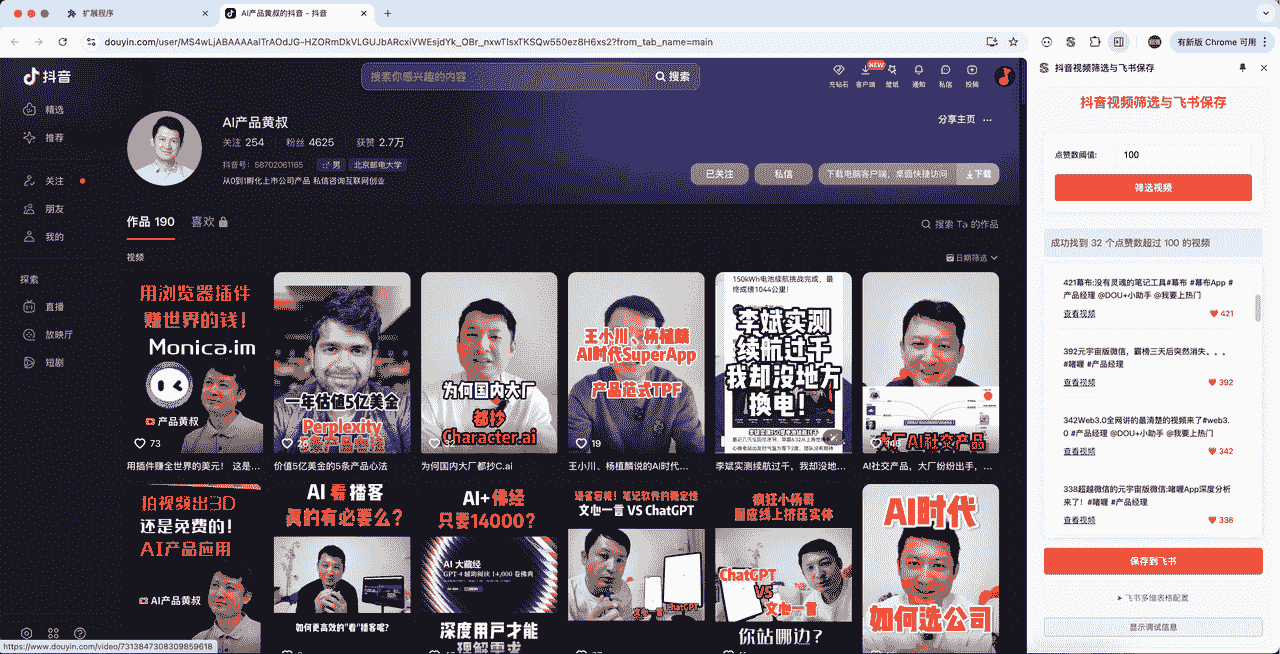 扩展程序
AI产品黄叔的抖音 - 抖音
douyin.com/user/MS4wLjABAAAAaITrAOdJG-HZORmDkVLGUJbARcxiVWEsjdYk_OBr_nxwTlsxTKSQw550ez8H6xs2?from_tab_name=main
有新版 Chrome 可用
抖音
搜索你感兴趣的内容
搜索
NEW
充钻石
客户端
壁纸
通知
私信
投稿
精选
推荐
关注
朋友
我的
探索
直播
放映厅
短剧
AI产品黄叔
关注 254
粉丝 4625
获赞 2.7万
抖音号：58702061165
男
北京邮电大学
从0到1孵化上市公司产品 私信咨询互联网创业
分享主页
已关注
私信
下载电脑客户端，桌面快捷访问
下载
作品 190
喜欢
搜索 Ta 的作品
视频
日期筛选
用浏览器插件
赚世界的钱！
Monica.im
产品黄叔
73
用插件赚全世界的美元！ 这是...
一年估值5亿美金
Perplexity
价值5亿美金的5条产品心法
为何国内大厂
都抄
Character.ai
为何国内大厂都抄C.ai
王小川、杨植麟
AI时代SuperApp
产品范式TPF
19
王小川、杨植麟说的AI时代...
150kWh电池续航挑战完成，最
终成绩1044公里！
李斌实测
续航过千
我却没地方
换电！
李斌实测续航过千，我却没地...
大厂AI社交产品
AI社交产品，大厂纷纷出手，...
拍视频出3D
还是免费的！
AI产品应用
AI产品黄叔
AI 看 播客
真的有必要么？
如何更高效的"看"播客呢？
AI+佛经
只要14000？
AI 大藏经
GPT-4 辅助阅读 14,000 卷佛典
深度用户才能
理解需求
语雀宕机！笔记软件的稳定性
文心一言 VS ChatGPT
文心一言
ChatGPT
疯狂小杨哥
国庆线上挤压实体
ChatGPT
VS
文心一言
你站哪边？
AI时代
如何选公司
https://www.douyin.com/video/7313847308309859618
抖音视频筛选与飞书保存
抖音视频筛选与飞书保存
点赞数阈值:
100
筛选视频
成功找到 32 个点赞数超过 100 的视频
421幕布:没有灵魂的笔记工具#幕布 #幕布App #
产品经理 @DOU+小助手 @我要上热门
查看视频
421
392元宇宙版微信，霸榜三天后突然消失。。。
#啫喱 #产品经理
查看视频
392
342Web3.0全网讲的最清楚的视频来了#web3.
0 #产品经理 @DOU+小助手 @我要上热门
查看视频
342
338超越微信的元宇宙版微信:啫喱App深度分析
来了！#啫喱 #产品经理
查看视频
338
保存到飞书
飞书多维表格配置
显示调试信息